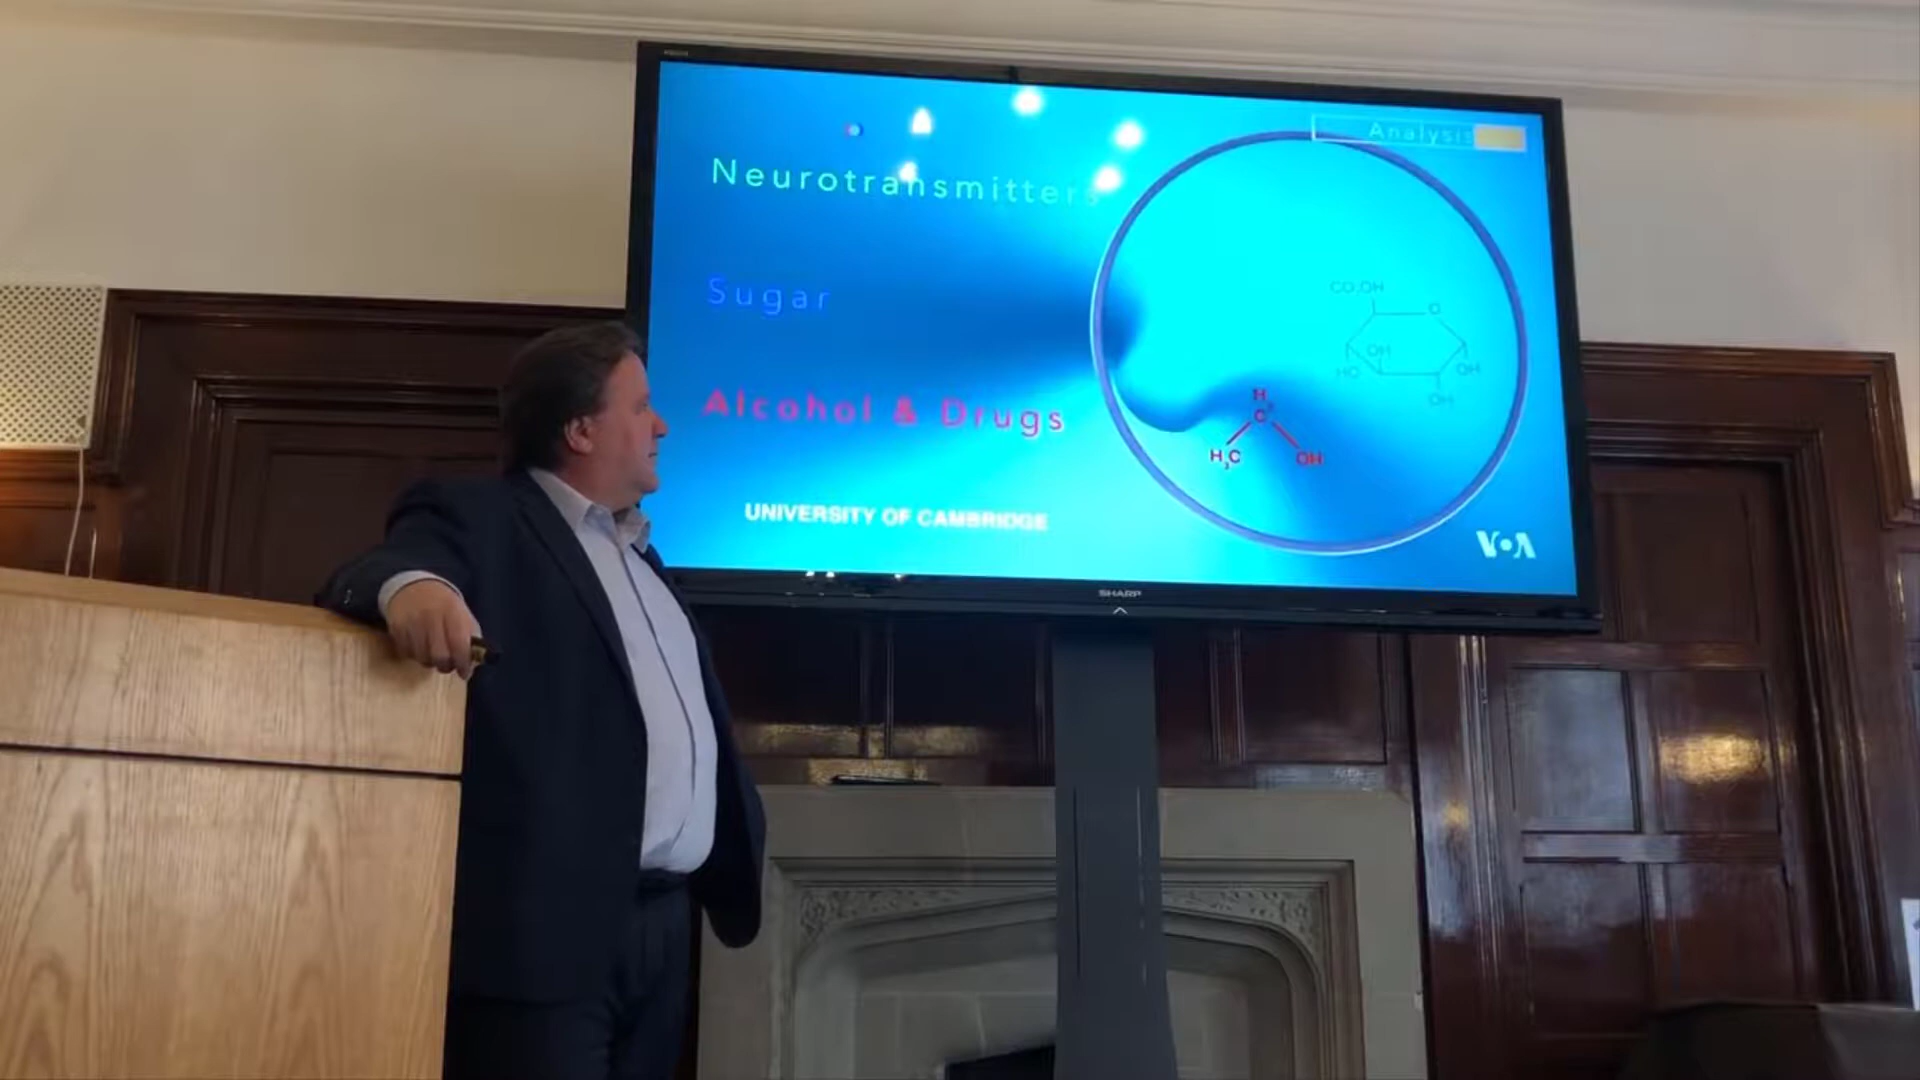 Analysis
Neurotransmitters
Sugar
Alcohol & Drugs
UNIVERSITY OF CAMBRIDGE
CO.OH
O
OH
HO
OH
OH
H
C
H₃C
OH
VOA
SHARP